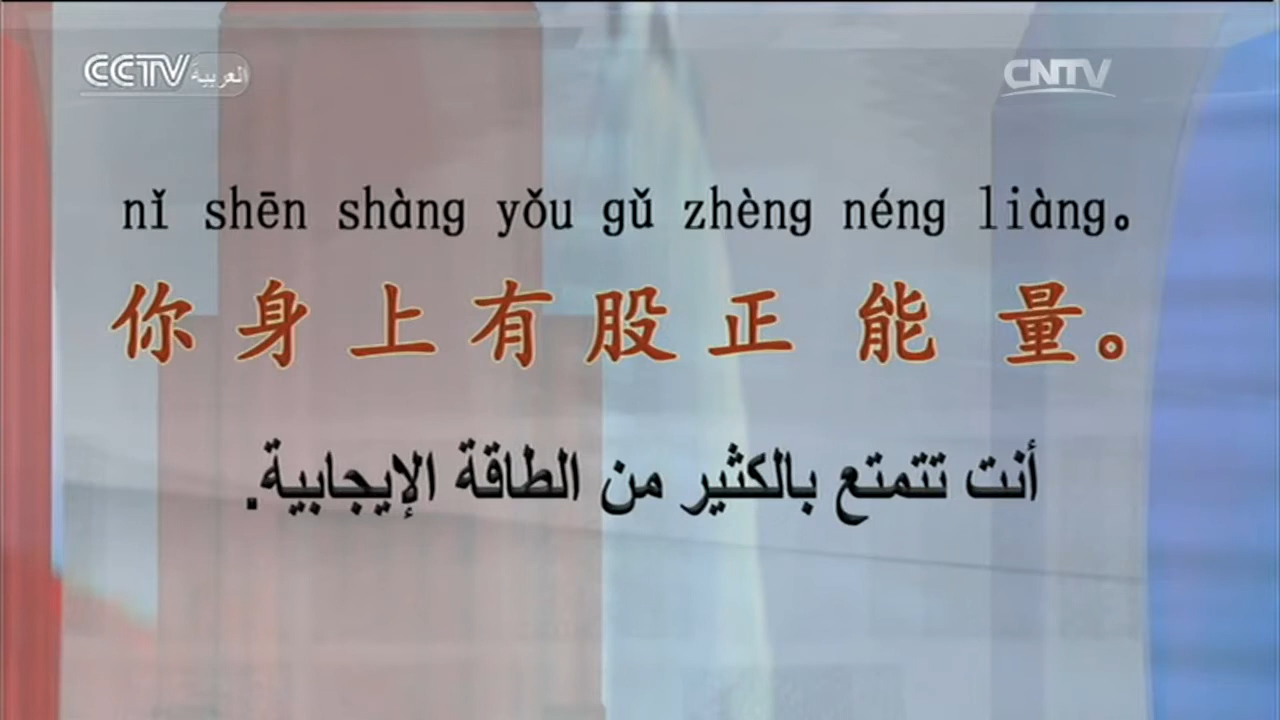 CCTV العربية
CNTV
nǐ shēn shàng yǒu gǔ zhèng néng liàng。
你身上有股正能量。
أنت تتمتع بالكثير من الطاقة الإيجابية.